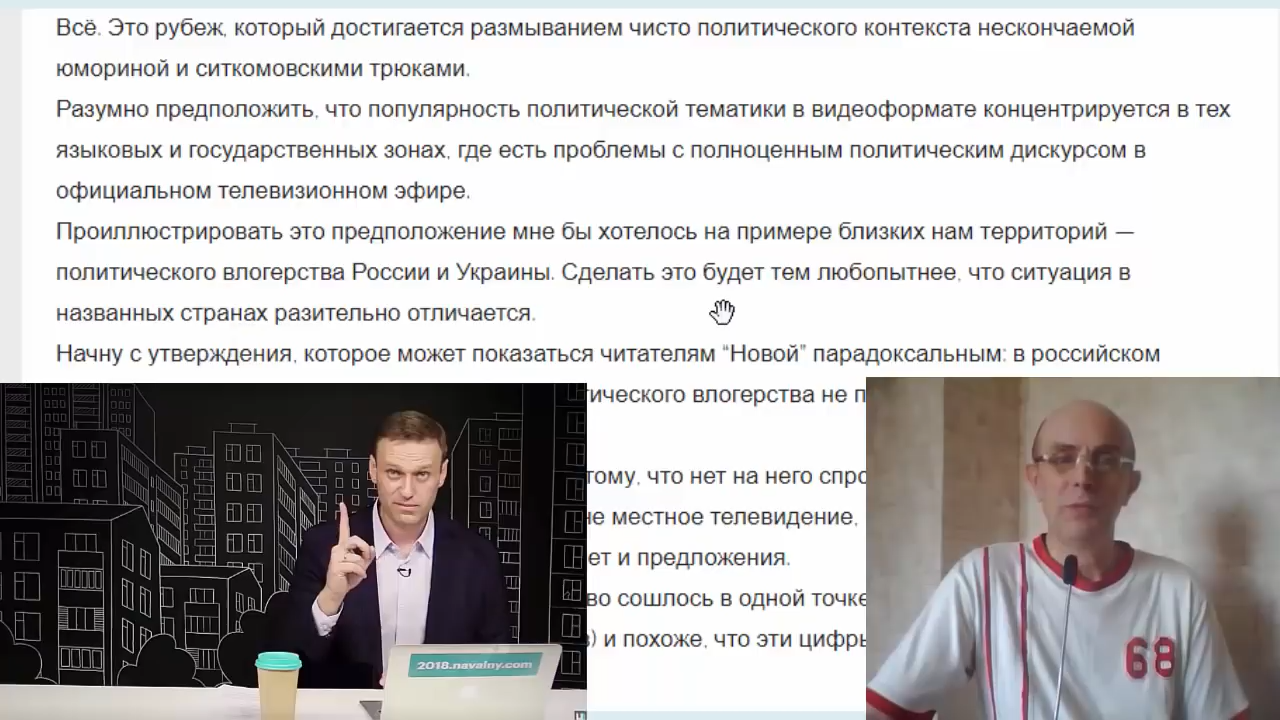 Всё. Это рубеж, который достигается размыванием чисто политического контекста нескончаемой
юмориной и ситкомовскими трюками.
Разумно предположить, что популярность политической тематики в видеоформате концентрируется в тех
языковых и государственных зонах, где есть проблемы с полноценным политическим дискурсом в
официальном телевизионном эфире.
Проиллюстрировать это предположение мне бы хотелось на примере близких нам территорий —
политического влогерства России и Украины. Сделать это будет тем любопытнее, что ситуация в
названных странах разительно отличается.
Начну с утверждения, которое может показаться читателям “Новой” парадоксальным: в российском
тического влогерства не п
тому, что нет на него спро
не местное телевидение,
ет и предложения.
во сошлось в одной точке
) и похоже, что эти цифры
2018.navalny.com
68